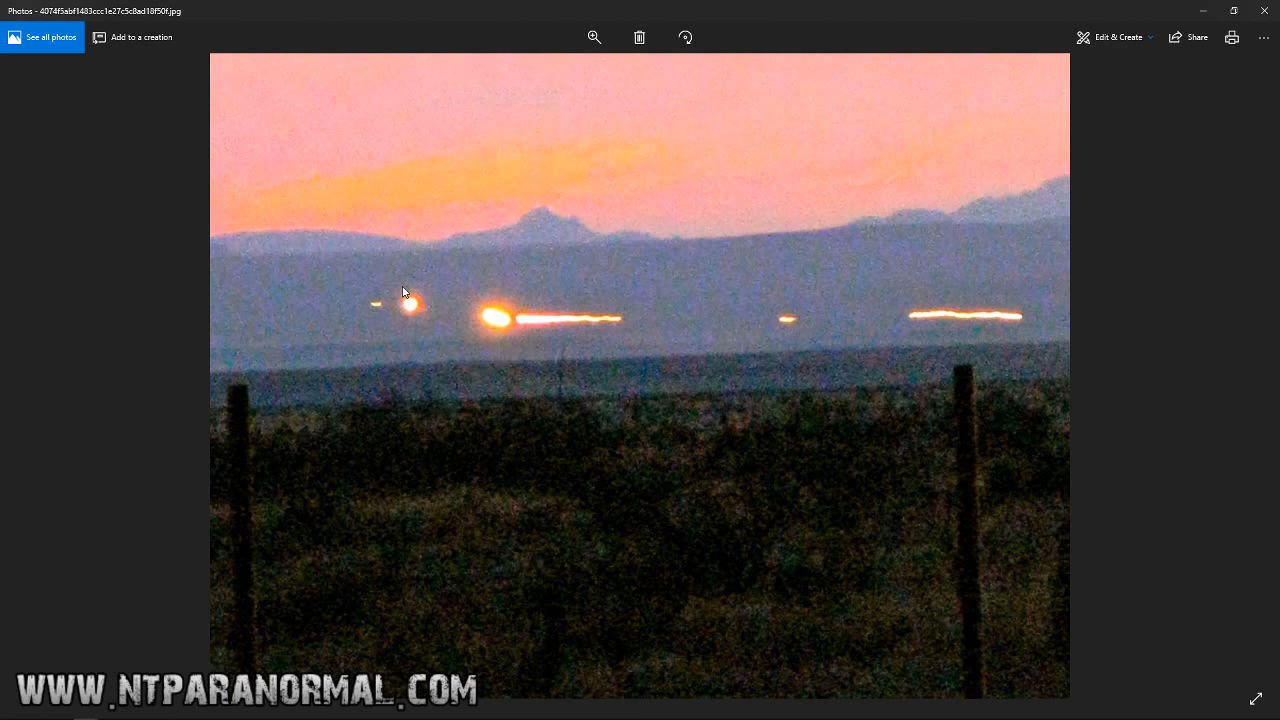 Photos - 4074f5abf1483ccc1e27c5c8ad18f50f.jpg
See all photos
Add to a creation
Edit & Create
Share
WWW.NTPARANORMAL.COM